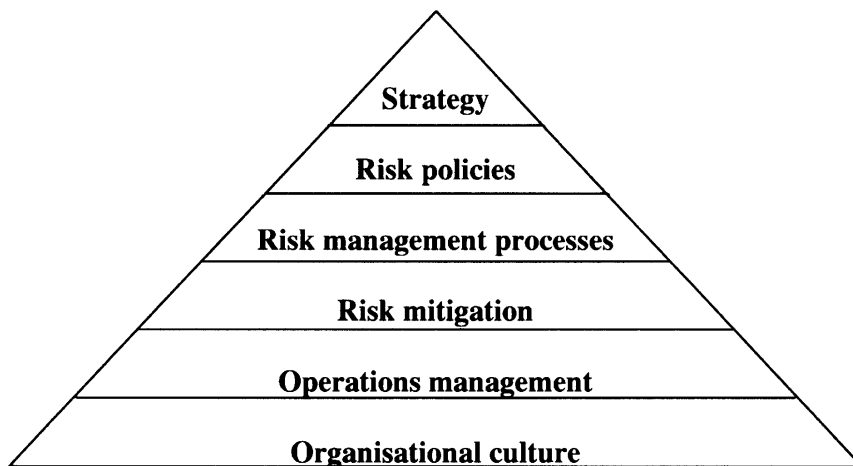 Strategy
Risk policies
Risk management processes
Risk mitigation
Operations management
Organisational culture